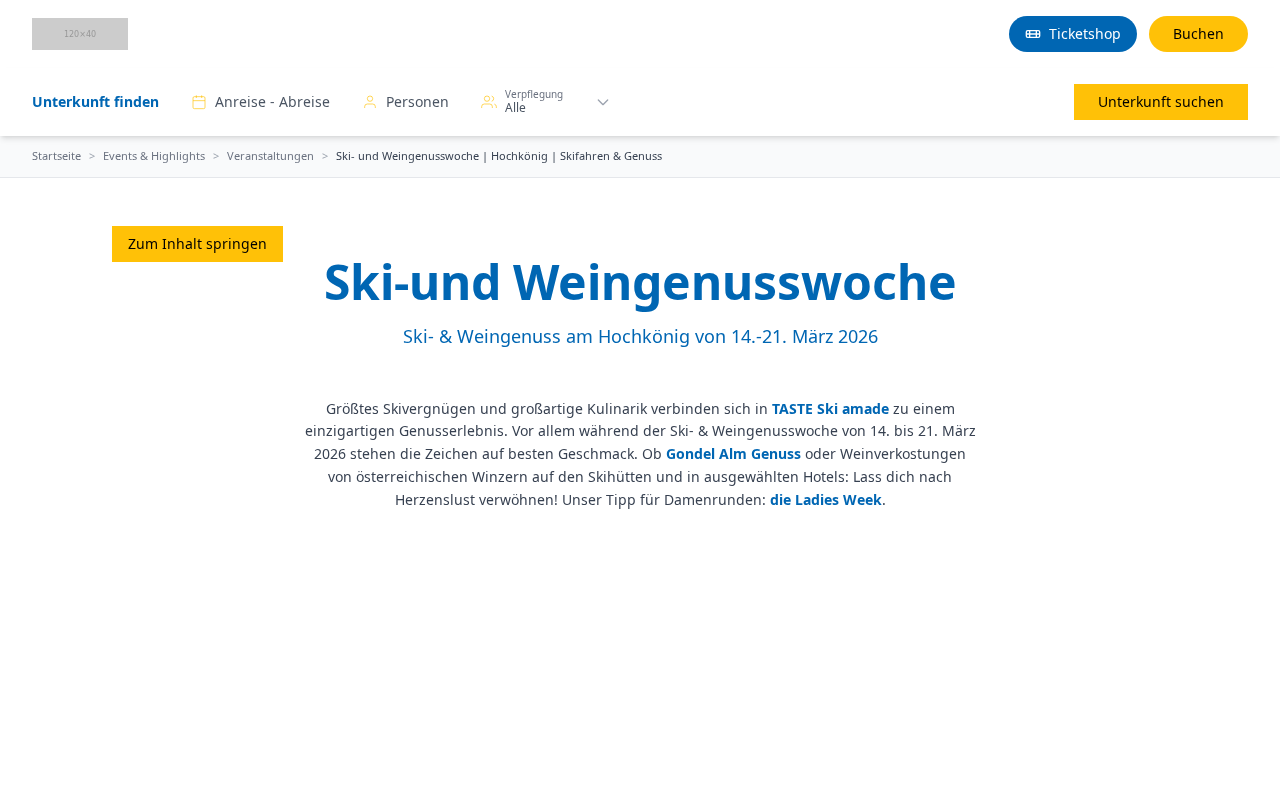 120×40
Ticketshop
Buchen
Unterkunft finden
Anreise - Abreise
Personen
Verpflegung
Alle
Unterkunft suchen
Startseite > Events & Highlights > Veranstaltungen > Ski- und Weingenusswoche | Hochkönig | Skifahren & Genuss
Zum Inhalt springen
Ski-und Weingenusswoche
Ski- & Weingenuss am Hochkönig von 14.-21. März 2026
Größtes Skivergnügen und großartige Kulinarik verbinden sich in TASTE Ski amade zu einem
einzigartigen Genusserlebnis. Vor allem während der Ski- & Weingenusswoche von 14. bis 21. März
2026 stehen die Zeichen auf besten Geschmack. Ob Gondel Alm Genuss oder Weinverkostungen
von österreichischen Winzern auf den Skihütten und in ausgewählten Hotels: Lass dich nach
Herzenslust verwöhnen! Unser Tipp für Damenrunden: die Ladies Week.